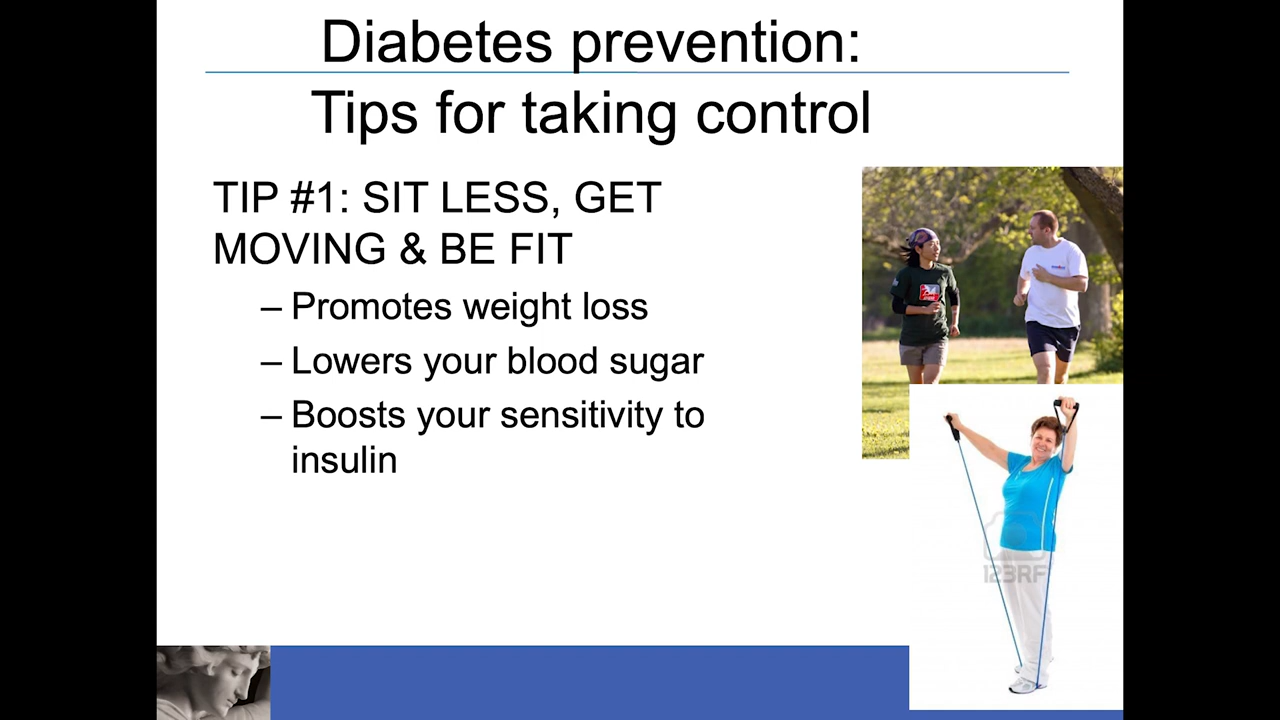 Diabetes prevention:
Tips for taking control
TIP #1: SIT LESS, GET
MOVING & BE FIT
– Promotes weight loss
– Lowers your blood sugar
– Boosts your sensitivity to
insulin
123RF